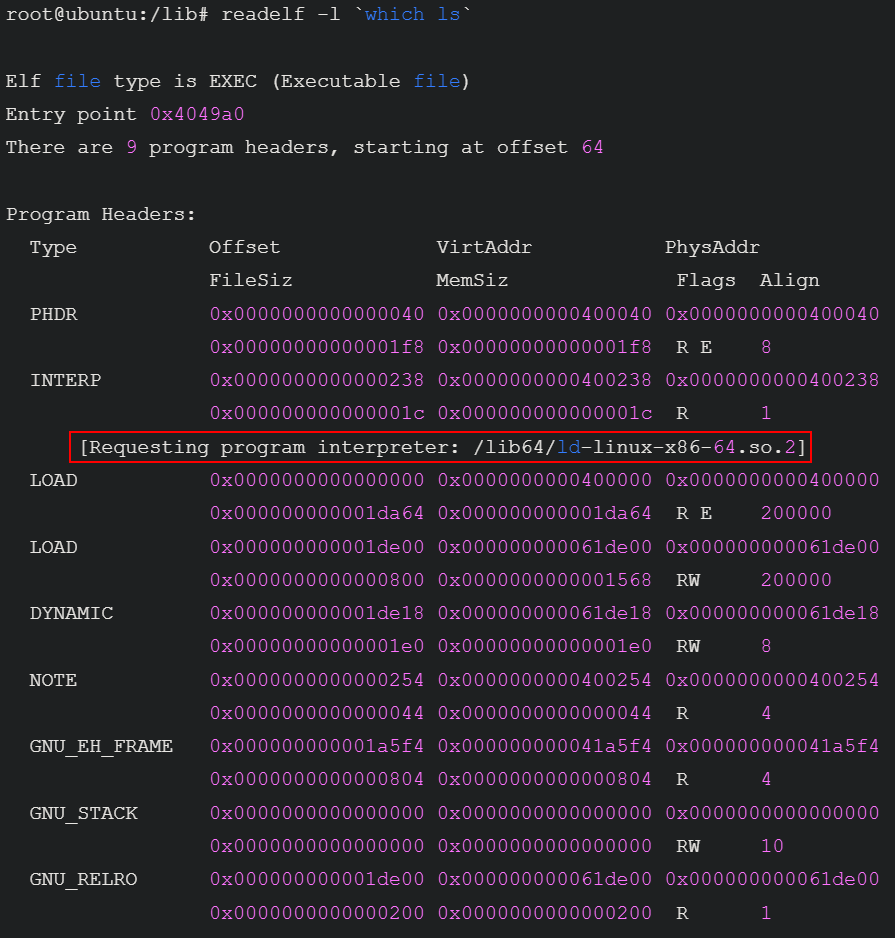 root@ubuntu:/lib# readelf -l `which ls`
Elf file type is EXEC (Executable file)
Entry point 0x4049a0
There are 9 program headers, starting at offset 64
Program Headers:
Type Offset VirtAddr PhysAddr
FileSiz MemSiz Flags Align
PHDR 0x0000000000000040 0x0000000000400040 0x0000000000400040
0x00000000000001f8 0x00000000000001f8 R E 8
INTERP 0x0000000000000238 0x0000000000400238 0x0000000000400238
0x000000000000001c 0x000000000000001c R 1
[Requesting program interpreter: /lib64/ld-linux-x86-64.so.2]
LOAD 0x0000000000000000 0x0000000000400000 0x0000000000400000
0x000000000001da64 0x000000000001da64 R E 200000
LOAD 0x000000000001de00 0x000000000061de00 0x000000000061de00
0x0000000000000800 0x0000000000001568 RW 200000
DYNAMIC 0x000000000001de18 0x000000000061de18 0x000000000061de18
0x00000000000001e0 0x00000000000001e0 RW 8
NOTE 0x0000000000000254 0x0000000000400254 0x0000000000400254
0x0000000000000044 0x0000000000000044 R 4
GNU_EH_FRAME 0x000000000001a5f4 0x000000000041a5f4 0x000000000041a5f4
0x0000000000000804 0x0000000000000804 R 4
GNU_STACK 0x0000000000000000 0x0000000000000000 0x0000000000000000
0x0000000000000000 0x0000000000000000 RW 10
GNU_RELRO 0x000000000001de00 0x000000000061de00 0x000000000061de00
0x0000000000000200 0x0000000000000200 R 1